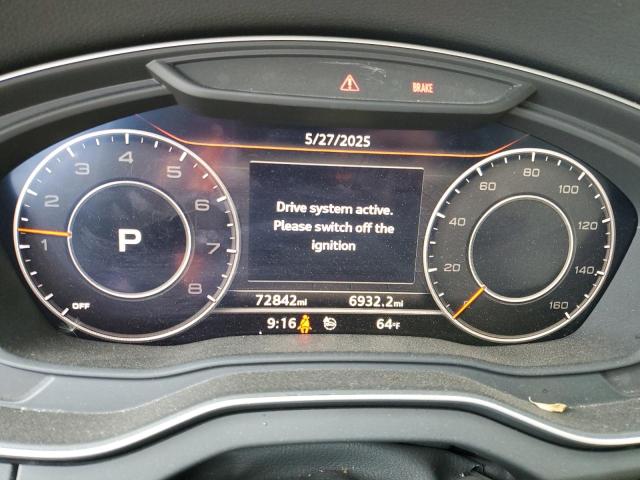 BRAKE
5/27/2025
1 2 3 4 5 6 7 8
OFF
P
Drive system active.
Please switch off the
ignition
20 40 60 80 100 120 140 160
72842mi 6932.2mi
9:16 64°F